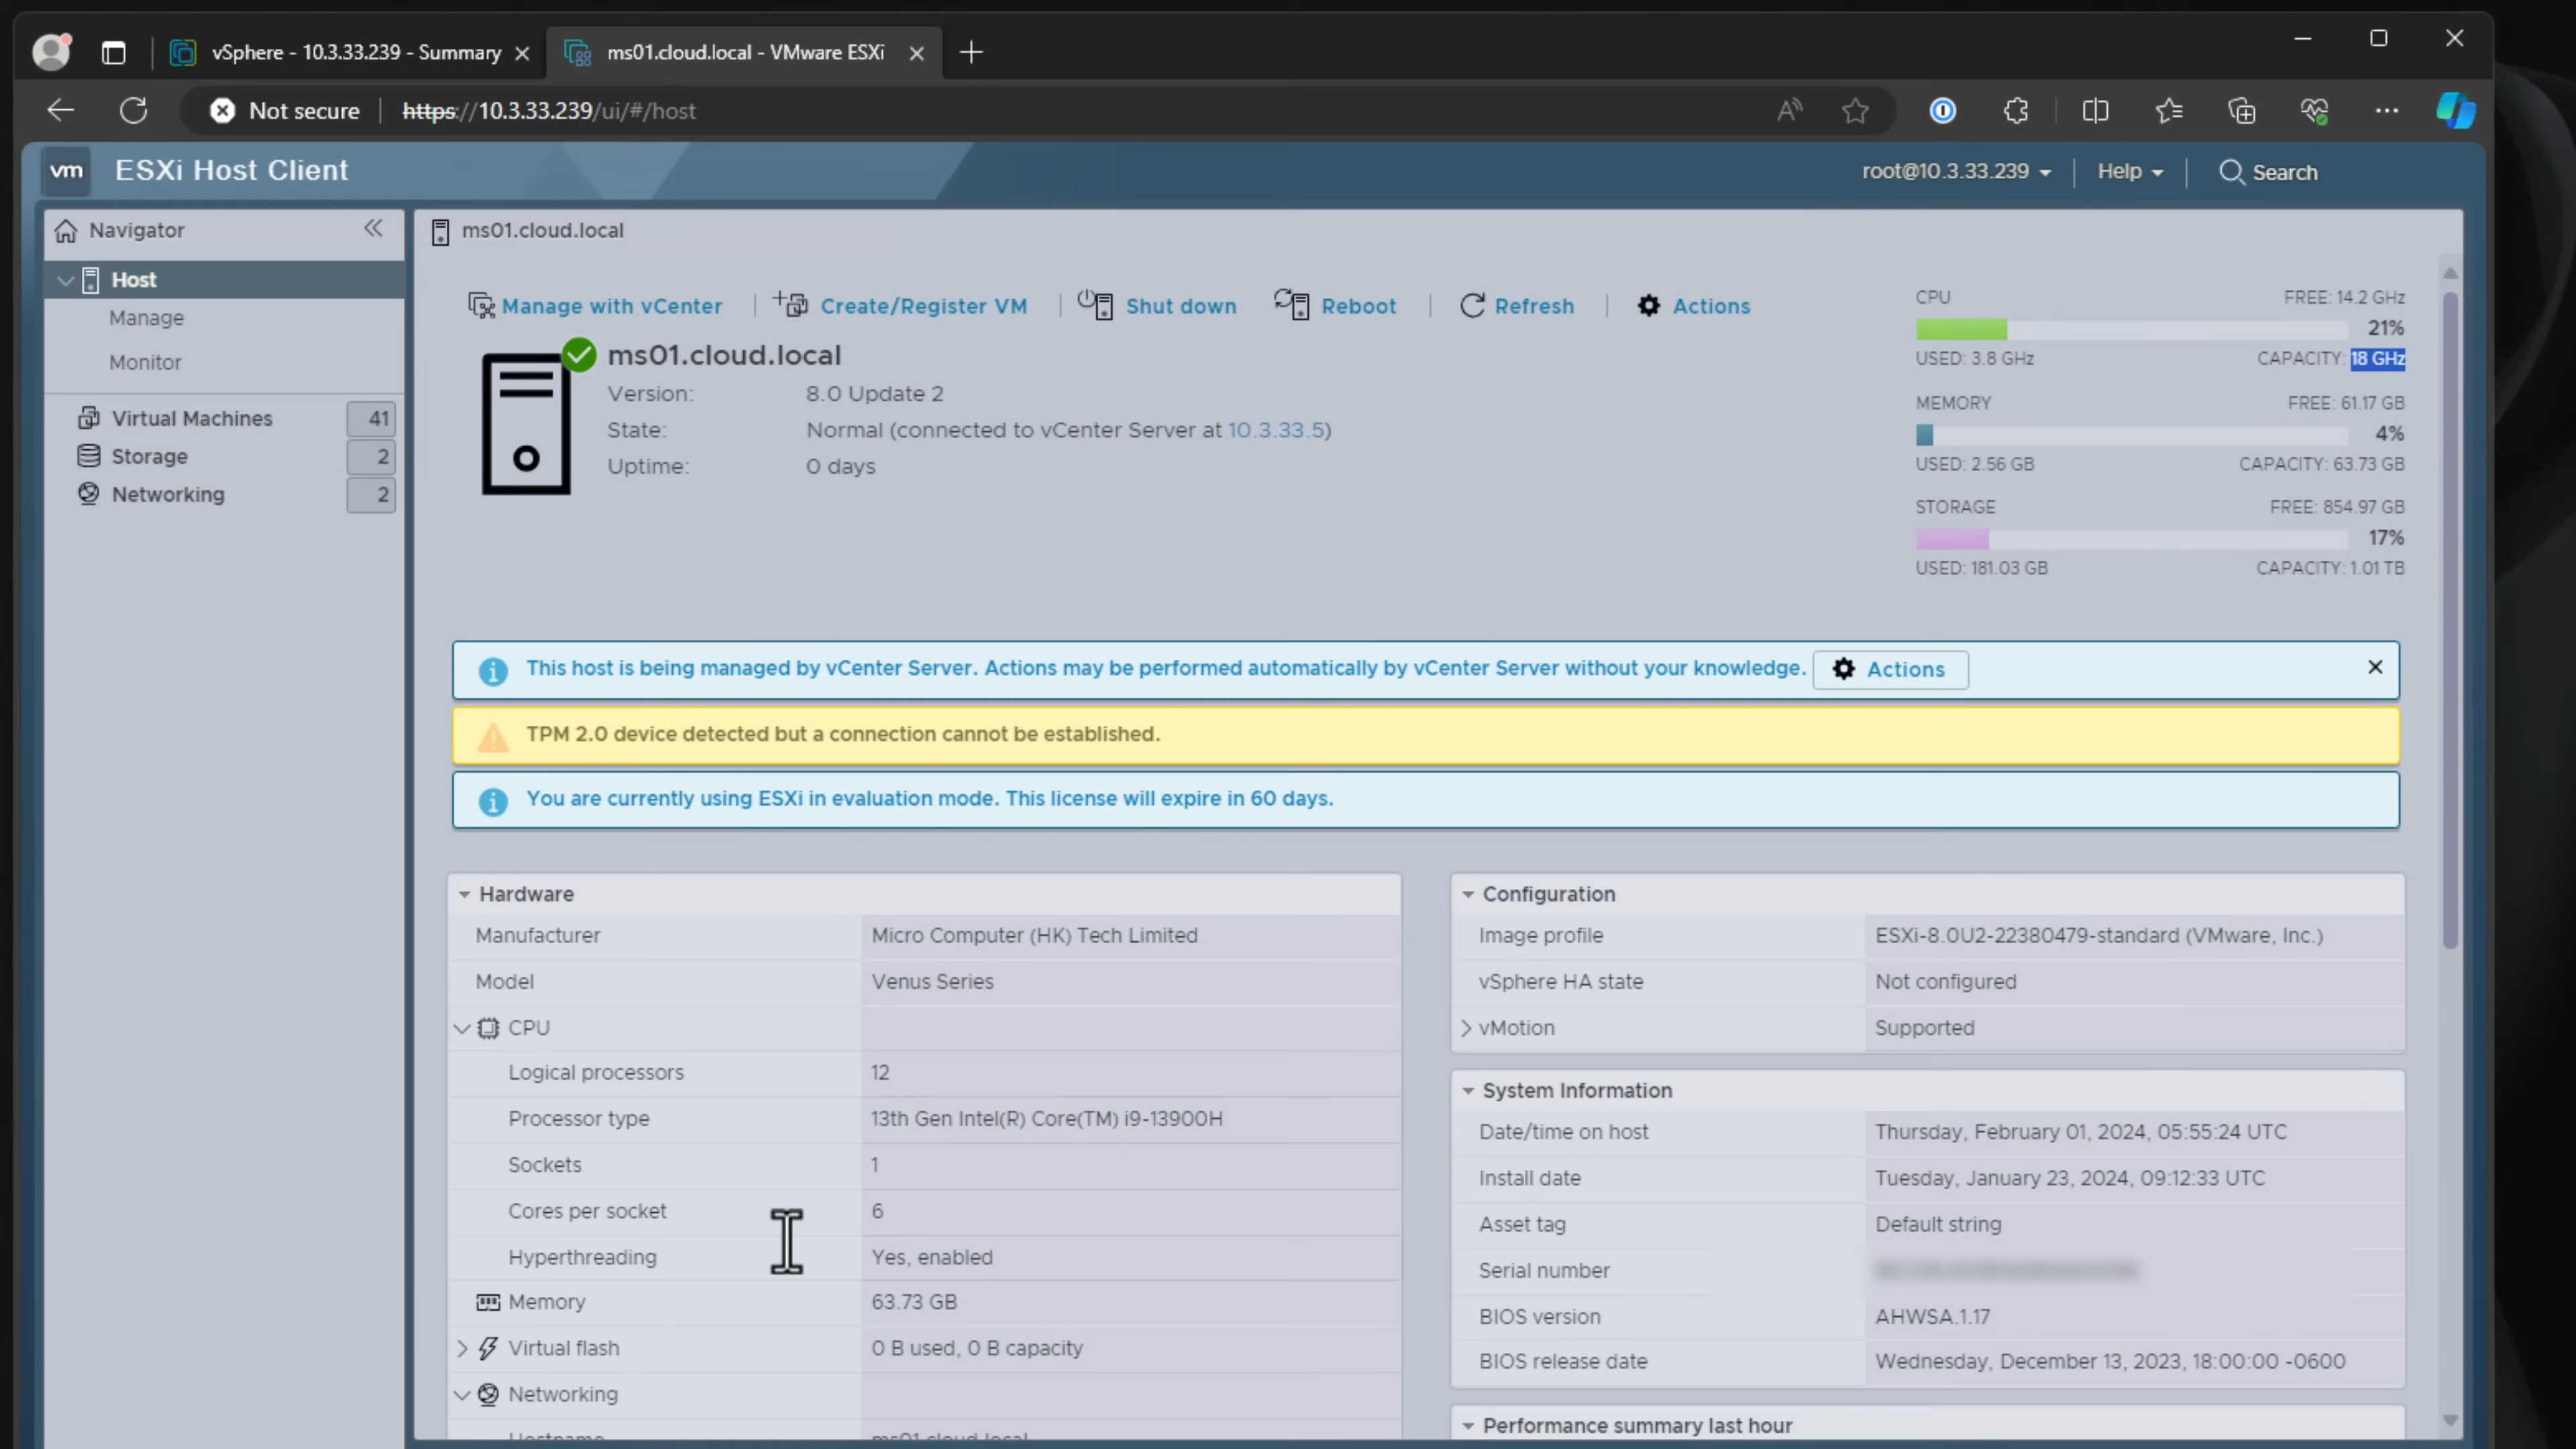 vSphere - 10.3.33.239 - Summary
ms01.cloud.local - VMware ESXi
Not secure
https://10.3.33.239/ui/#/host
vm
ESXi Host Client
root@10.3.33.239
Help
Search
Navigator
Host
Manage
Monitor
Virtual Machines 41
Storage 2
Networking 2
ms01.cloud.local
Manage with vCenter
Create/Register VM
Shut down
Reboot
Refresh
Actions
ms01.cloud.local
Version: 8.0 Update 2
State: Normal (connected to vCenter Server at 10.3.33.5)
Uptime: 0 days
CPU FREE: 14.2 GHz
21%
USED: 3.8 GHz CAPACITY: 18 GHz
MEMORY FREE: 61.17 GB
4%
USED: 2.56 GB CAPACITY: 63.73 GB
STORAGE FREE: 854.97 GB
17%
USED: 181.03 GB CAPACITY: 1.01 TB
This host is being managed by vCenter Server. Actions may be performed automatically by vCenter Server without your knowledge. Actions
TPM 2.0 device detected but a connection cannot be established.
You are currently using ESXi in evaluation mode. This license will expire in 60 days.
Hardware
Manufacturer Micro Computer (HK) Tech Limited
Model Venus Series
CPU
Logical processors 12
Processor type 13th Gen Intel(R) Core(TM) i9-13900H
Sockets 1
Cores per socket 6
Hyperthreading Yes, enabled
Memory 63.73 GB
Virtual flash 0 B used, 0 B capacity
Networking
Hostname ms01.cloud.local
Configuration
Image profile ESXi-8.0U2-22380479-standard (VMware, Inc.)
vSphere HA state Not configured
vMotion Supported
System Information
Date/time on host Thursday, February 01, 2024, 05:55:24 UTC
Install date Tuesday, January 23, 2024, 09:12:33 UTC
Asset tag Default string
Serial number
BIOS version AHWSA.1.17
BIOS release date Wednesday, December 13, 2023, 18:00:00 -0600
Performance summary last hour